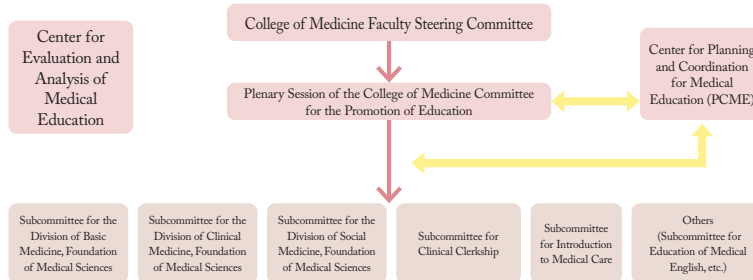 Center for
Evaluation and
Analysis of
Medical
Education
College of Medicine Faculty Steering Committee
Plenary Session of the College of Medicine Committee
for the Promotion of Education
Center for Planning
and Coordination
for Medical
Education (PCME)
Subcommittee for the
Division of Basic
Medicine, Foundation
of Medical Sciences
Subcommittee for the
Division of Clinical
Medicine, Foundation
of Medical Sciences
Subcommittee for the
Division of Social
Medicine, Foundation
of Medical Sciences
Subcommittee for
Clinical Clerkship
Subcommittee
for Introduction
to Medical Care
Others
(Subcommittee for
Education of Medical
English, etc.)